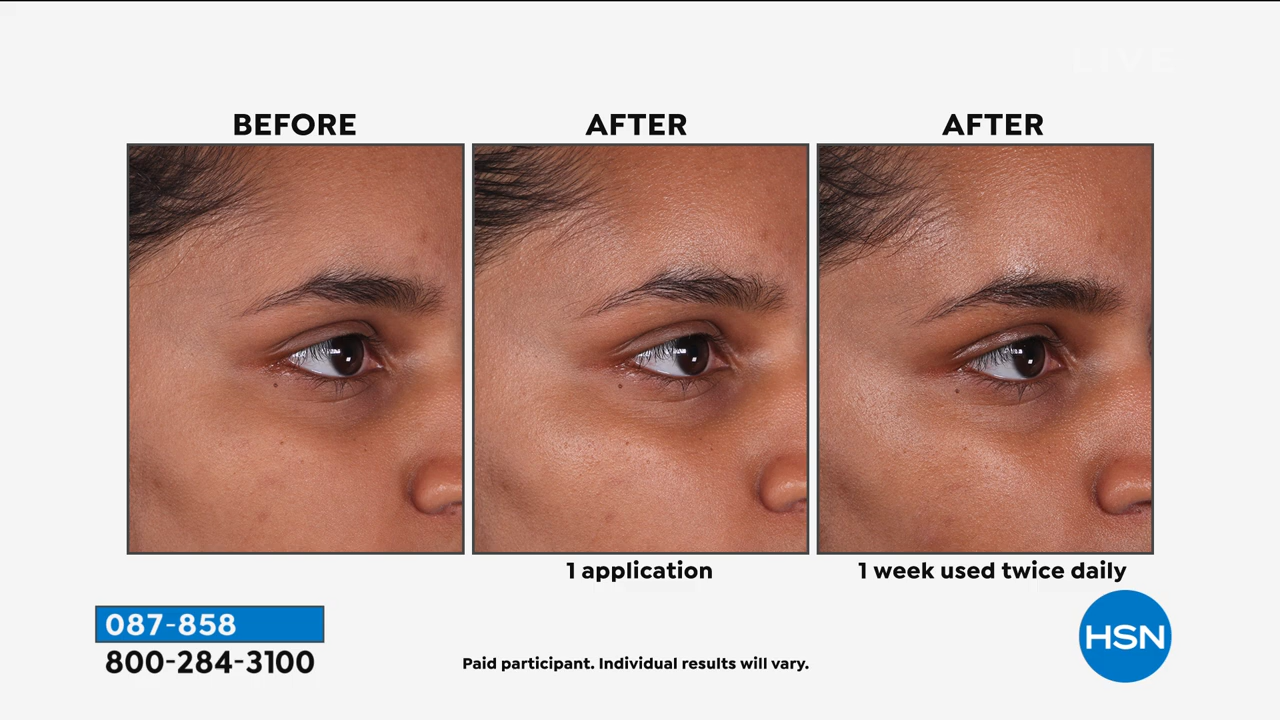 LIVE
BEFORE
AFTER
AFTER
1 application
1 week used twice daily
087-858
800-284-3100
Paid participant. Individual results will vary.
HSN